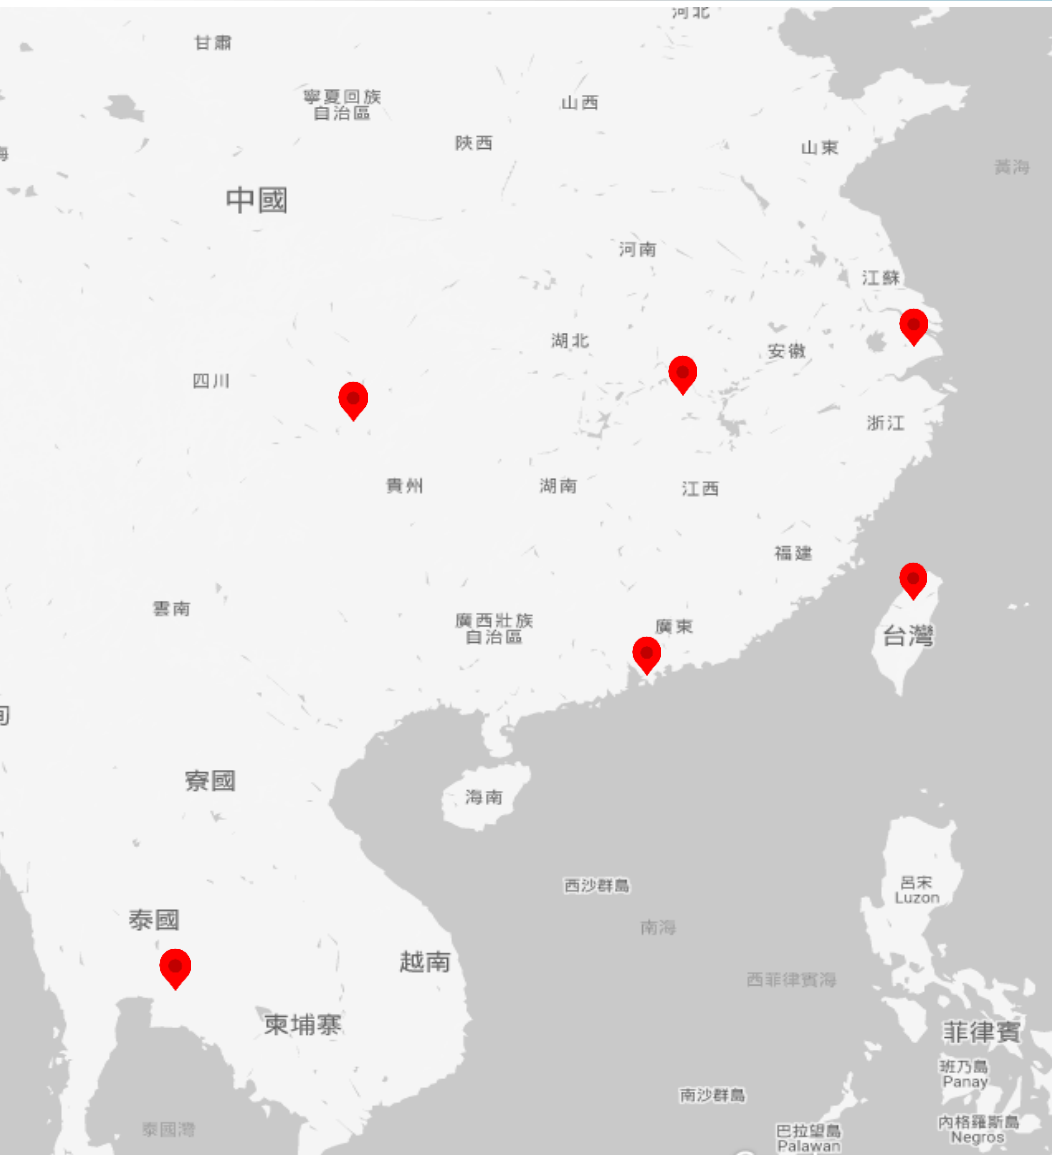 河北
甘肅
寧夏回族
自治區
山西
陝西
山東
黃海
中國
河南
江蘇
湖北
安徽
四川
浙江
貴州
湖南
江西
福建
雲南
廣西壯族
自治區
廣東
台灣
寮國
海南
西沙群島
呂宋
Luzon
泰國
南海
越南
西菲律賓海
柬埔寨
菲律賓
班乃島
Panay
南沙群島
泰國灣
巴拉望島
Palawan
內格羅斯島
Negros